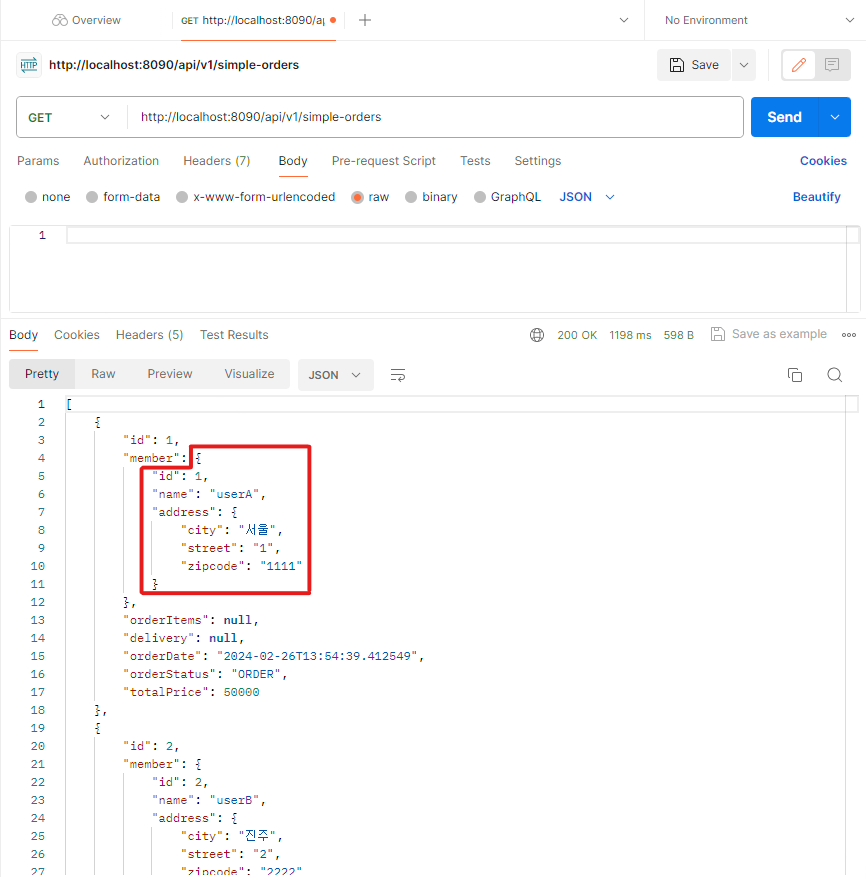 Overview
GET http://localhost:8090/ap
No Environment
HTTP http://localhost:8090/api/v1/simple-orders
Save
GET http://localhost:8090/api/v1/simple-orders
Send
Params Authorization Headers (7) Body Pre-request Script Tests Settings Cookies
none form-data x-www-form-urlencoded raw binary GraphQL JSON Beautify
1
Body Cookies Headers (5) Test Results 200 OK 1198 ms 598 B Save as example
Pretty Raw Preview Visualize JSON
1 [
2 {
3 "id": 1,
4 "member": {
5 "id": 1,
6 "name": "userA",
7 "address": {
8 "city": "서울",
9 "street": "1",
10 "zipcode": "1111"
11 }
12 },
13 "orderItems": null,
14 "delivery": null,
15 "orderDate": "2024-02-26T13:54:39.412549",
16 "orderStatus": "ORDER",
17 "totalPrice": 50000
18 },
19 {
20 "id": 2,
21 "member": {
22 "id": 2,
23 "name": "userB",
24 "address": {
25 "city": "진주",
26 "street": "2",
27 "zipcode": "2222"